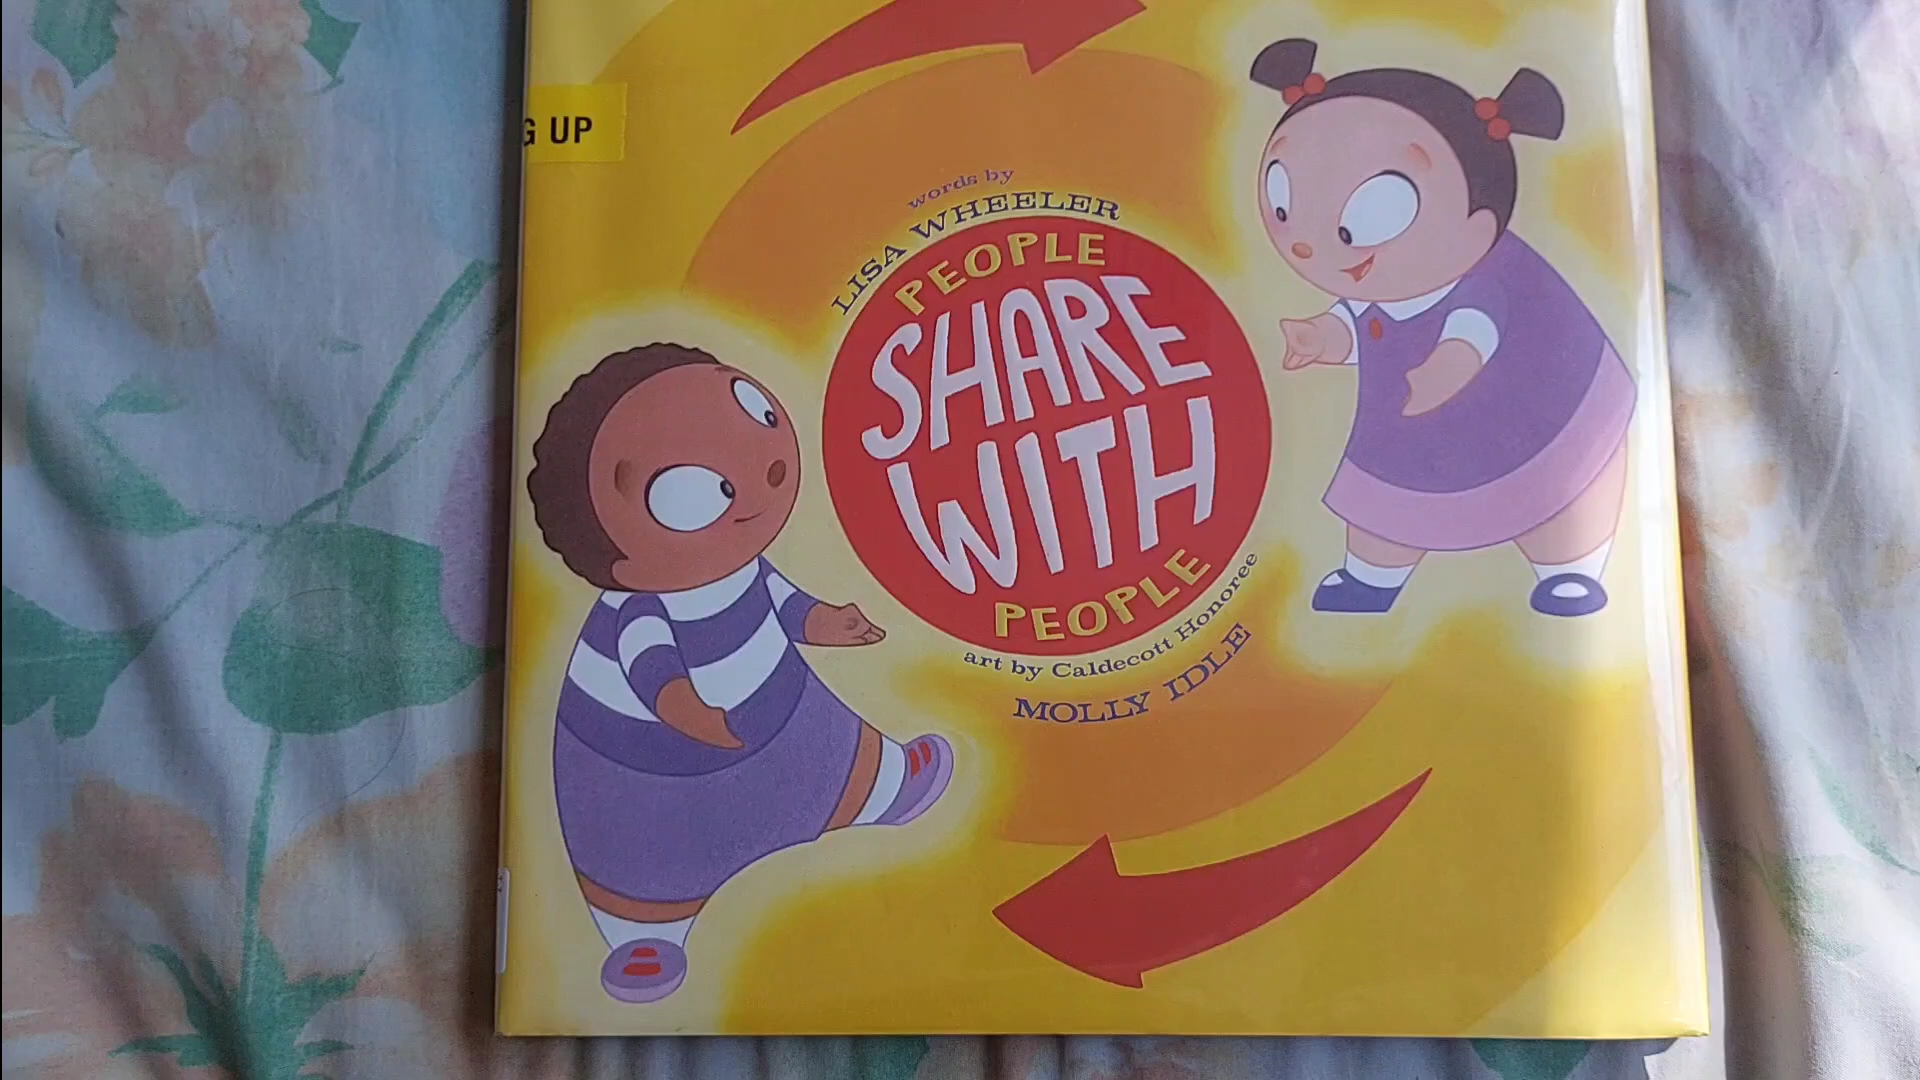 G UP
words by
LISA WHEELER
PEOPLE
SHARE
WITH
PEOPLE
art by Caldecott Honoree
MOLLY IDLE